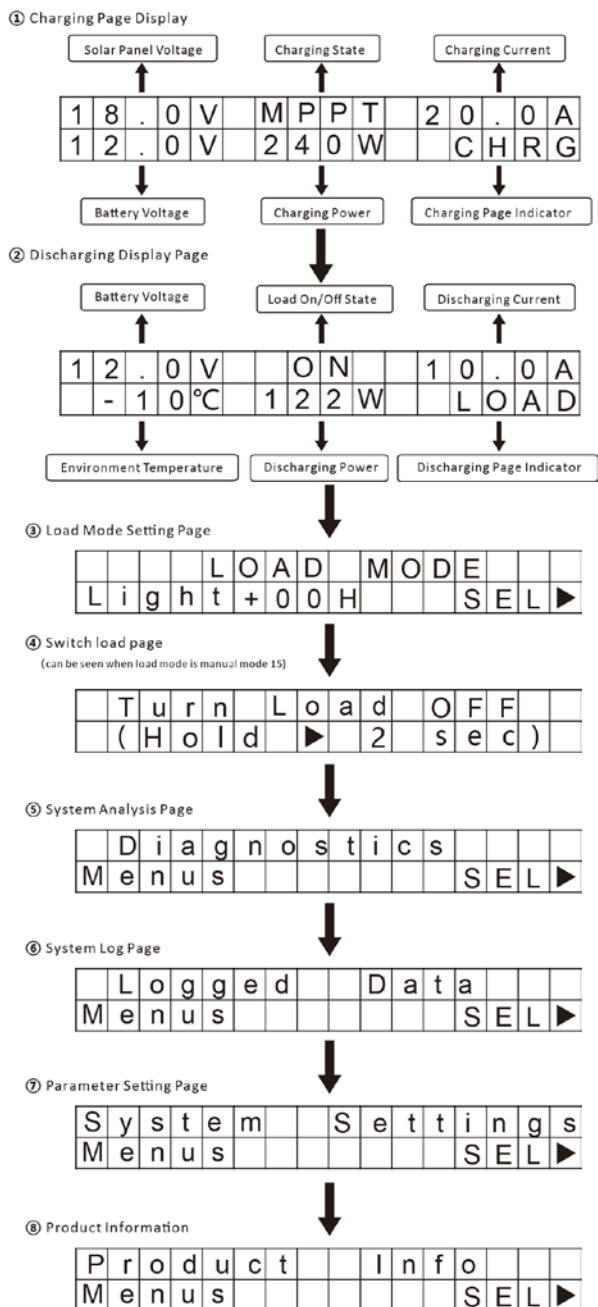 ① Charging Page Display
Solar Panel Voltage Charging State Charging Current
18.0V MPPT 20.0A
12.0V 240W CHRG
Battery Voltage Charging Power Charging Page Indicator
② Discharging Display Page
Battery Voltage Load On/Off State Discharging Current
12.0V ON 10.0A
-10℃ 122W LOAD
Environment Temperature Discharging Power Discharging Page Indicator
③ Load Mode Setting Page
LOAD MODE
Light+00H SEL▶
④ Switch load page
(can be seen when load mode is manual mode 15)
Turn Load OFF
(Hold ▶ 2 sec)
⑤ System Analysis Page
Diagnostics
Menus SEL▶
⑥ System Log Page
Logged Data
Menus SEL▶
⑦ Parameter Setting Page
System Settings
Menus SEL▶
⑧ Product Information
Product Info
Menus SEL▶